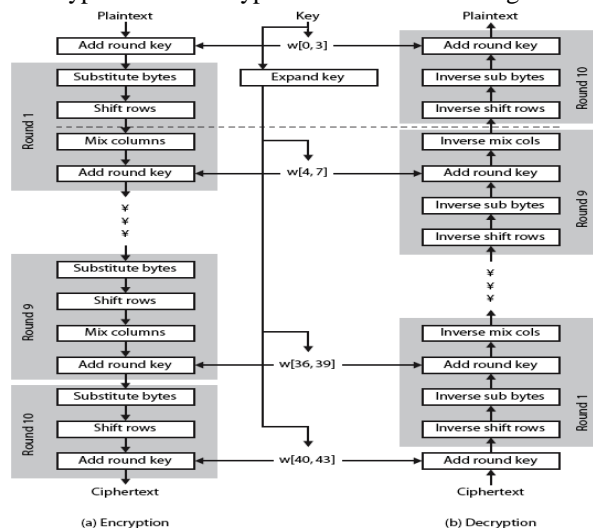 Plaintext
Add round key
Substitute bytes
Shift rows
Mix columns
Add round key
Round 1
¥
¥
¥
Substitute bytes
Shift rows
Mix columns
Add round key
Round 9
Substitute bytes
Shift rows
Add round key
Round 10
Ciphertext
(a) Encryption
Key
w[0, 3]
Expand key
w[4, 7]
w[36, 39]
w[40, 43]
Plaintext
Add round key
Inverse sub bytes
Inverse shift rows
Round 10
Inverse mix cols
Add round key
Inverse sub bytes
Inverse shift rows
Round 9
¥
¥
¥
Inverse mix cols
Add round key
Inverse sub bytes
Inverse shift rows
Round 1
Add round key
Ciphertext
(b) Decryption